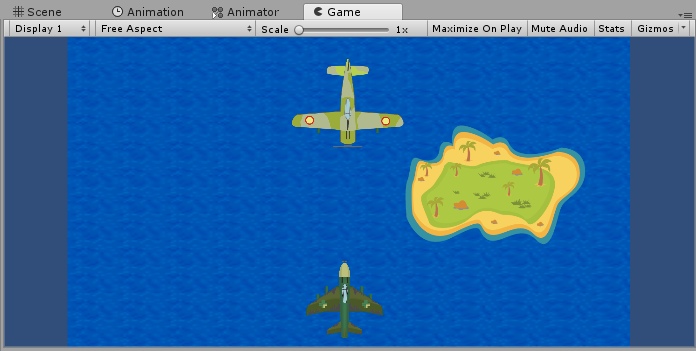 Scene Animation Animator Game
Display 1 Free Aspect Scale 1x Maximize On Play Mute Audio Stats Gizmos